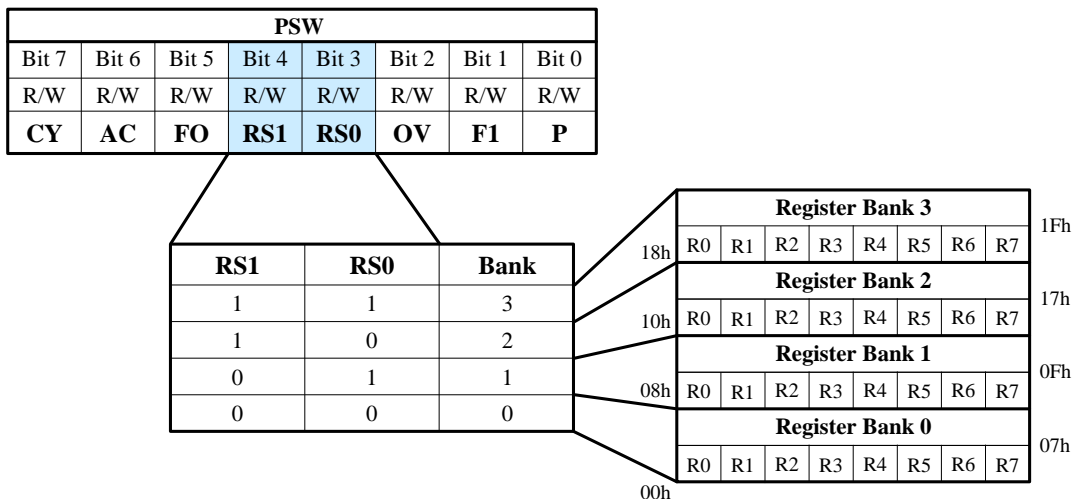 PSW
Bit 7 Bit 6 Bit 5 Bit 4 Bit 3 Bit 2 Bit 1 Bit 0
R/W R/W R/W R/W R/W R/W R/W R/W
CY AC FO RS1 RS0 OV F1 P
RS1 RS0 Bank
1 1 3
1 0 2
0 1 1
0 0 0
Register Bank 3
1Fh
18h R0 R1 R2 R3 R4 R5 R6 R7
Register Bank 2
17h
10h R0 R1 R2 R3 R4 R5 R6 R7
Register Bank 1
0Fh
08h R0 R1 R2 R3 R4 R5 R6 R7
Register Bank 0
07h
R0 R1 R2 R3 R4 R5 R6 R7
00h